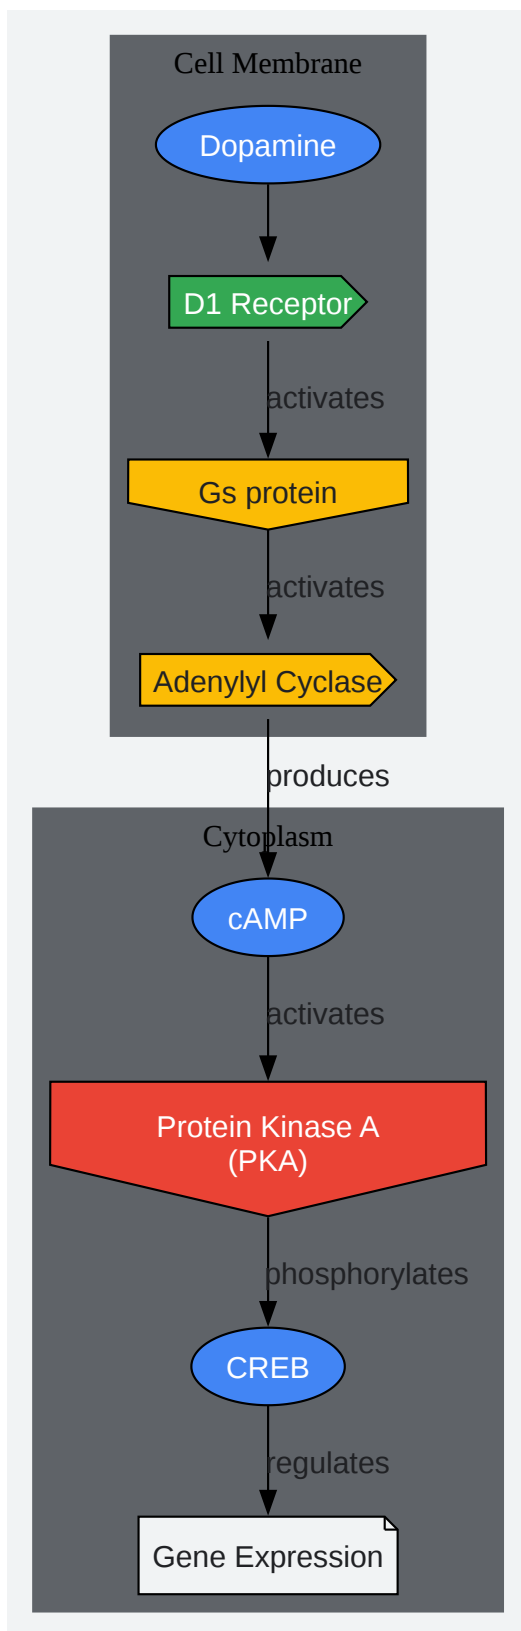 Cell Membrane
Dopamine
D1 Receptor
activates
Gs protein
activates
Adenylyl Cyclase
produces
Cytoplasm
cAMP
activates
Protein Kinase A
(PKA)
phosphorylates
CREB
regulates
Gene Expression